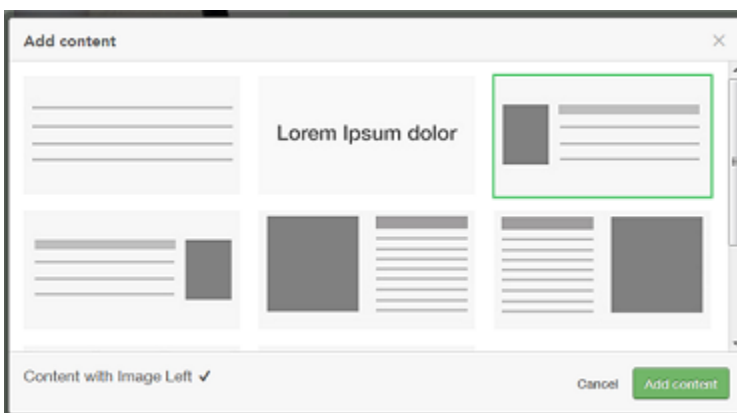 Add content
Lorem Ipsum dolor
Content with Image Left ✓
Cancel
Add content